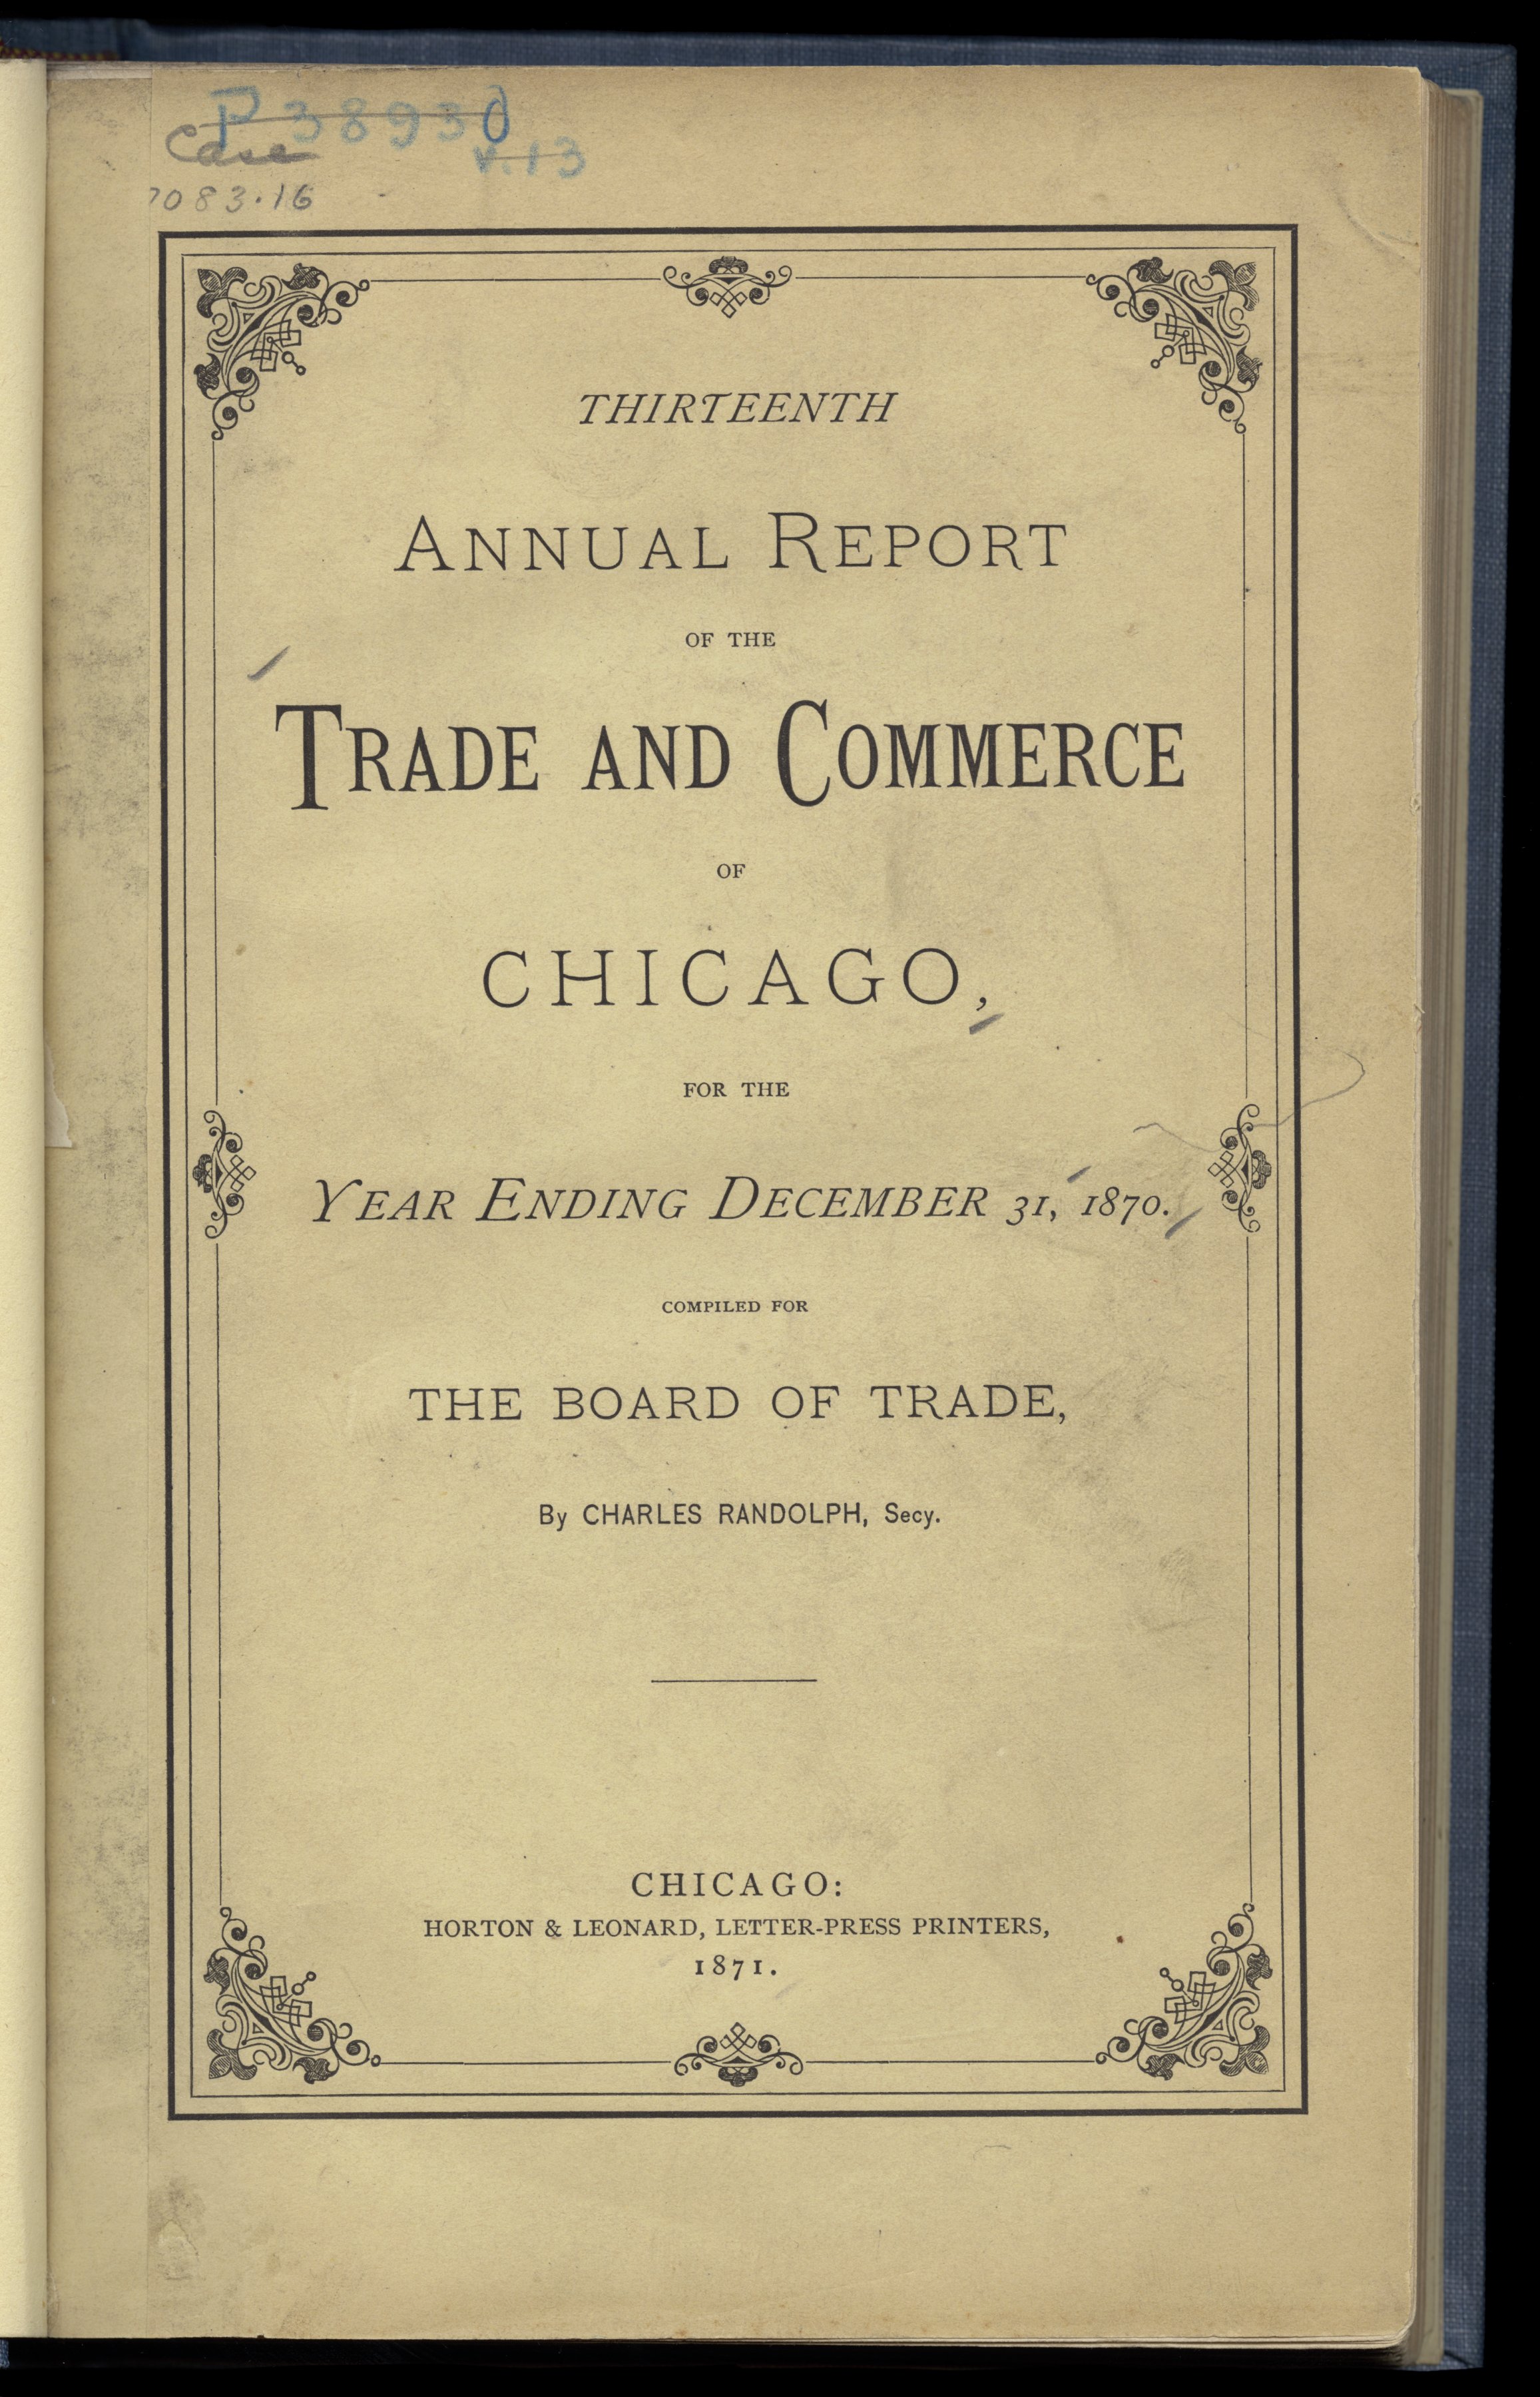 P 38930
Case
v.13
7083.16
THIRTEENTH
ANNUAL REPORT
OF THE
TRADE AND COMMERCE
OF
CHICAGO,
FOR THE
YEAR ENDING DECEMBER 31, 1870.
COMPILED FOR
THE BOARD OF TRADE,
By CHARLES RANDOLPH, Secy.
CHICAGO:
HORTON & LEONARD, LETTER-PRESS PRINTERS,
1871.